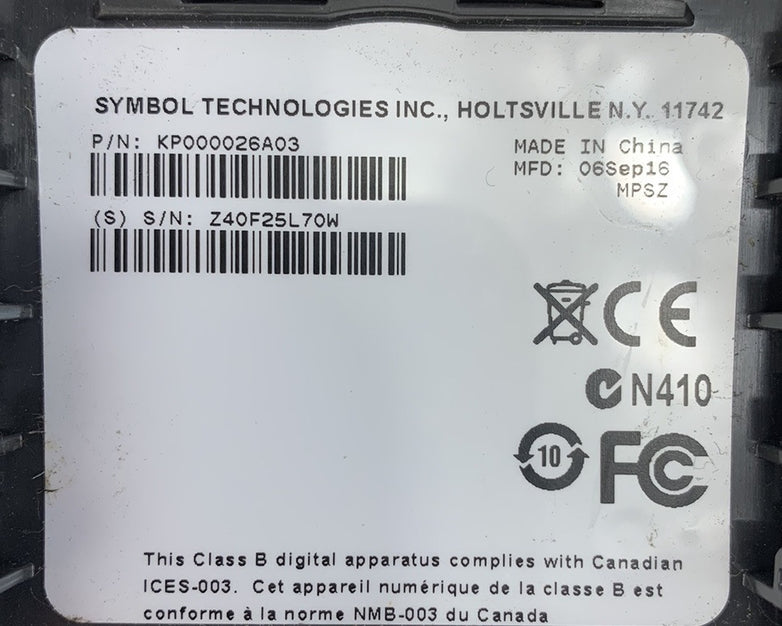 SYMBOL TECHNOLOGIES INC., HOLTSVILLE N.Y. 11742
P/N: KP000026A03
MADE IN China
MFD: 06Sep16
MPSZ
(S) S/N: Z40F25L70W
CE
N410
10
FC
This Class B digital apparatus complies with Canadian
ICES-003. Cet appareil numérique de la classe B est
conforme à la norme NMB-003 du Canada